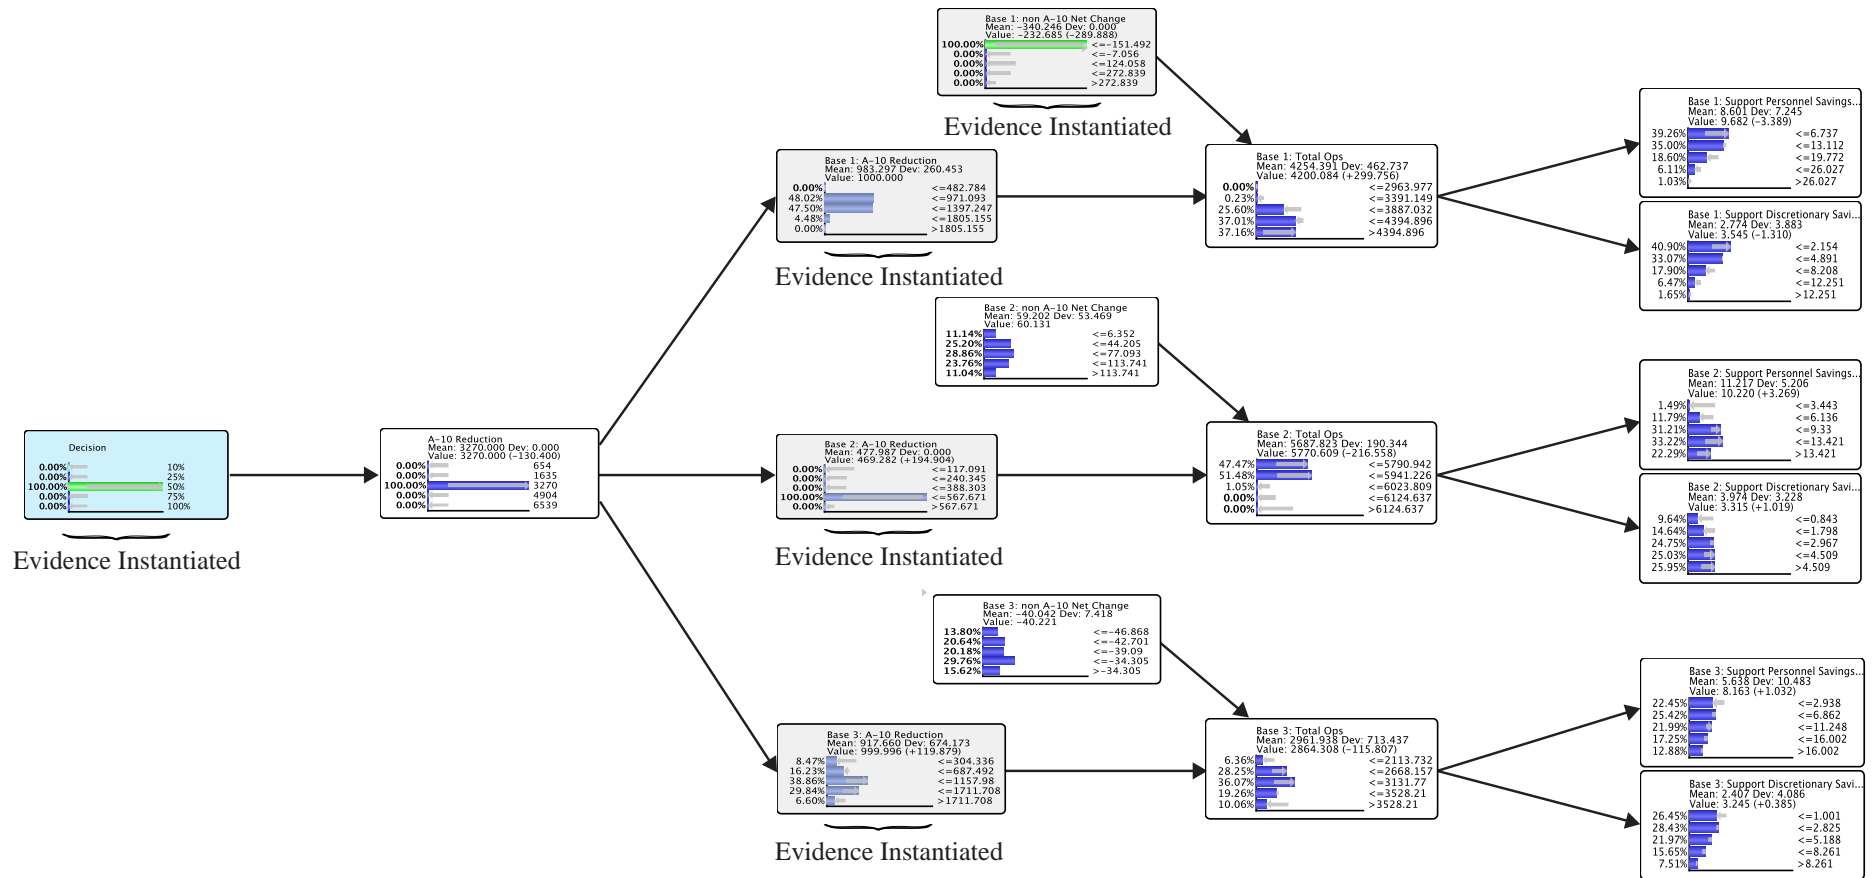 Base 1: non A-10 Net Change
Mean: -340.246 Dev: 0.000
Value: -232.685 (-289.888)
100.00% <=-151.492
0.00% <=-7.056
0.00% <=124.058
0.00% <=272.839
0.00% >272.839
Evidence Instantiated
Base 1: A-10 Reduction
Mean: 983.297 Dev: 260.453
Value: 1000.000
0.00% <=482.784
48.02% <=971.093
47.50% <=1397.247
4.48% <=1805.155
0.00% >1805.155
Evidence Instantiated
Base 1: Total Ops
Mean: 4254.391 Dev: 462.737
Value: 4200.084 (+299.756)
0.00% <=2963.977
0.23% <=3391.149
25.60% <=3887.032
37.01% <=4394.896
37.16% >4394.896
Base 1: Support Personnel Savings...
Mean: 8.601 Dev: 7.245
Value: 9.682 (-3.389)
39.26% <=6.737
35.00% <=13.112
18.60% <=19.772
6.11% <=26.027
1.03% >26.027
Base 1: Support Discretionary Savi...
Mean: 2.774 Dev: 3.883
Value: 3.545 (-1.310)
40.90% <=2.154
33.07% <=4.891
17.90% <=8.208
6.47% <=12.251
1.65% >12.251
Base 2: non A-10 Net Change
Mean: 59.202 Dev: 53.469
Value: 60.131
11.14% <=6.352
25.20% <=44.205
28.86% <=77.093
23.76% <=113.741
11.04% >113.741
Decision
0.00% 10%
0.00% 25%
100.00% 50%
0.00% 75%
0.00% 100%
Evidence Instantiated
A-10 Reduction
Mean: 3270.000 Dev: 0.000
Value: 3270.000 (-130.400)
0.00% 654
0.00% 1635
100.00% 3270
0.00% 4904
0.00% 6539
Base 2: A-10 Reduction
Mean: 477.987 Dev: 0.000
Value: 469.282 (+194.904)
0.00% <=117.091
0.00% <=240.345
0.00% <=388.303
100.00% <=567.671
0.00% >567.671
Evidence Instantiated
Base 2: Total Ops
Mean: 5687.823 Dev: 190.344
Value: 5770.609 (-216.558)
47.47% <=5790.942
51.48% <=5941.226
1.05% <=6023.809
0.00% <=6124.637
0.00% >6124.637
Base 2: Support Personnel Savings...
Mean: 11.217 Dev: 5.206
Value: 10.220 (+3.269)
1.49% <=3.443
11.79% <=6.136
31.21% <=9.33
33.22% <=13.421
22.29% >13.421
Base 2: Support Discretionary Savi...
Mean: 3.974 Dev: 3.228
Value: 3.315 (+1.019)
9.64% <=0.843
14.64% <=1.798
24.75% <=2.967
25.03% <=4.509
25.95% >4.509
Base 3: non A-10 Net Change
Mean: -40.042 Dev: 7.418
Value: -40.221
13.80% <=-46.868
20.64% <=-42.701
20.18% <=-39.09
29.76% <=-34.305
15.62% >-34.305
Base 3: A-10 Reduction
Mean: 917.660 Dev: 674.173
Value: 999.996 (+119.879)
8.47% <=304.336
16.23% <=687.492
38.86% <=1157.98
29.84% <=1711.708
6.60% >1711.708
Evidence Instantiated
Base 3: Total Ops
Mean: 2961.938 Dev: 713.437
Value: 2864.308 (-115.807)
6.36% <=2113.732
28.25% <=2668.157
36.07% <=3131.77
19.26% <=3528.21
10.06% >3528.21
Base 3: Support Personnel Savings...
Mean: 5.638 Dev: 10.483
Value: 8.163 (+1.032)
22.45% <=2.938
25.42% <=6.862
21.99% <=11.248
17.25% <=16.002
12.88% >16.002
Base 3: Support Discretionary Savi...
Mean: 2.407 Dev: 4.086
Value: 3.245 (+0.385)
26.45% <=1.001
28.43% <=2.825
21.97% <=5.188
15.65% <=8.261
7.51% >8.261